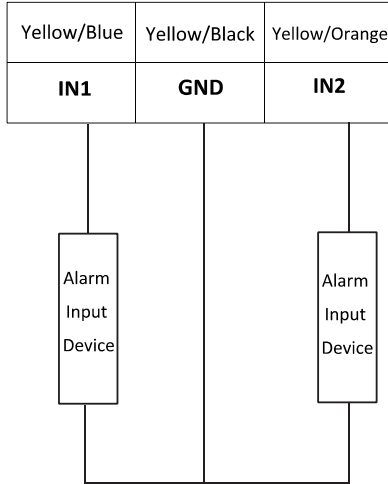 Yellow/Blue Yellow/Black Yellow/Orange
IN1 GND IN2
Alarm
Input
Device
Alarm
Input
Device